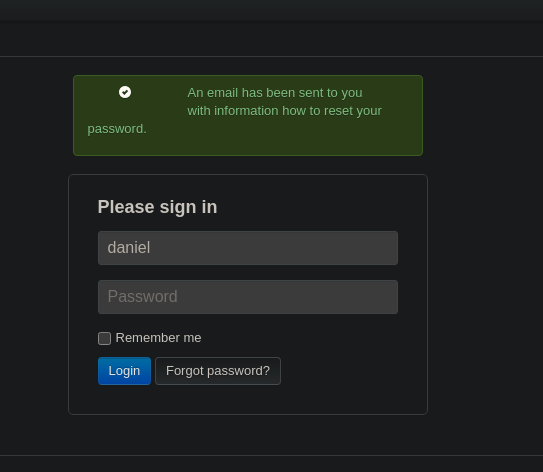 An email has been sent to you
with information how to reset your
password.
Please sign in
daniel
Password
Remember me
Login Forgot password?